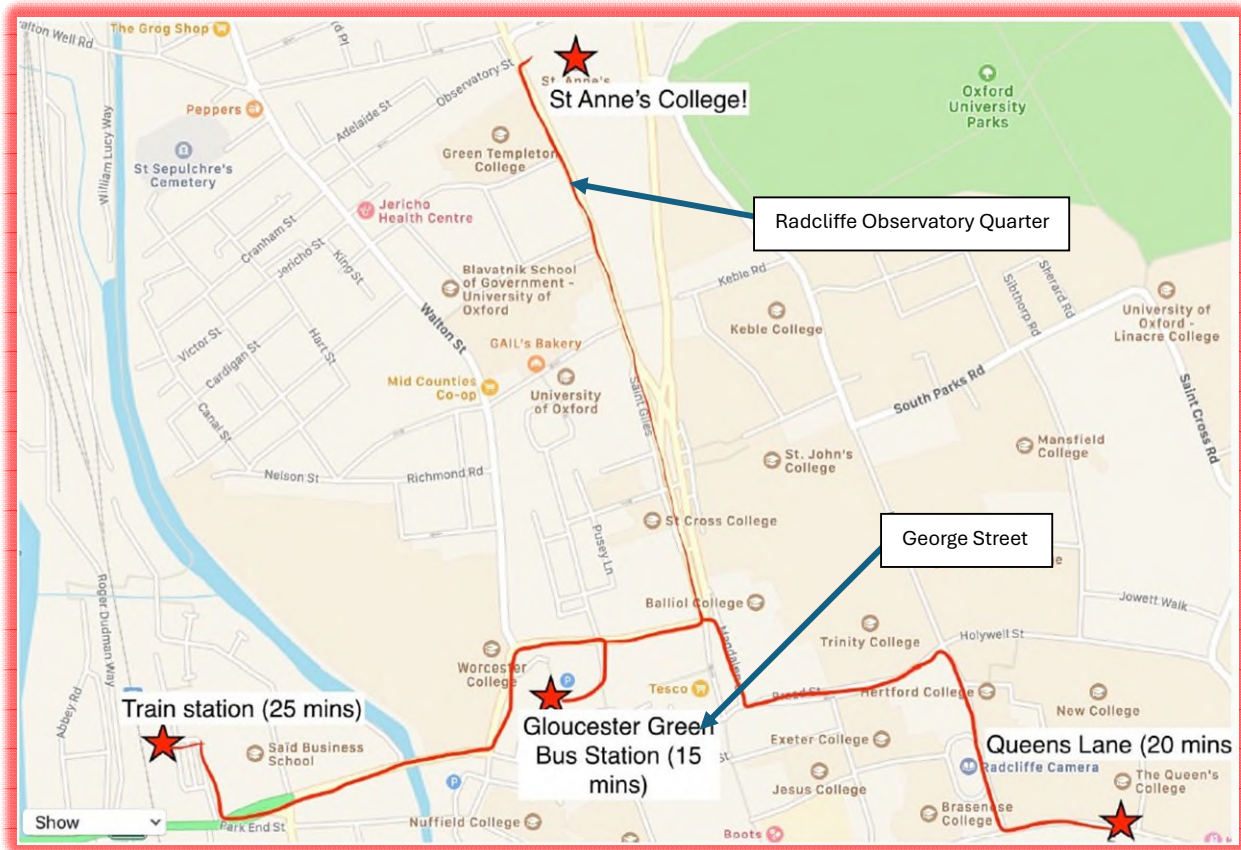 The Grog Shop
alton Well Rd
rd Pl
St. Anne's
St Anne's College!
Oxford
University
Parks
Observatory St
Peppers
Adelaide St
William Lucy Way
Green Templeton
College
St Sepulchre's
Cemetery
Jericho
Health Centre
Radcliffe Observatory Quarter
Cranham St
Jericho St
King St
Blavatnik School
of Government -
University of
Oxford
Keble Rd
Sibthorp Rd
Sherard Rd
University of
Oxford -
Linacre College
Keble College
Walton St
Victor St
Cardigan St
Hart St
GAIL's Bakery
Mid Counties
Co-op
University
of Oxford
Saint Giles
South Parks Rd
Saint Cross Rd
Canal St
Mansfield
College
St. John's
College
Nelson St
Richmond Rd
St Cross College
Pusey Ln
George Street
e
Roger Dudman Way
Balliol College
Jowett Walk
Trinity College
Holywell St
Magdalen
Worcester
College
Abbey Rd
Tesco
Broad St
Hertford College
New College
Train station (25 mins)
Gloucester Green
Bus Station (15
mins)
St
Saïd Business
School
Exeter College
Queens Lane (20 mins
Radcliffe Camera
The Queen's
College
Jesus College
Brasenose
College
Show
Park End St
Nuffield College
Boots